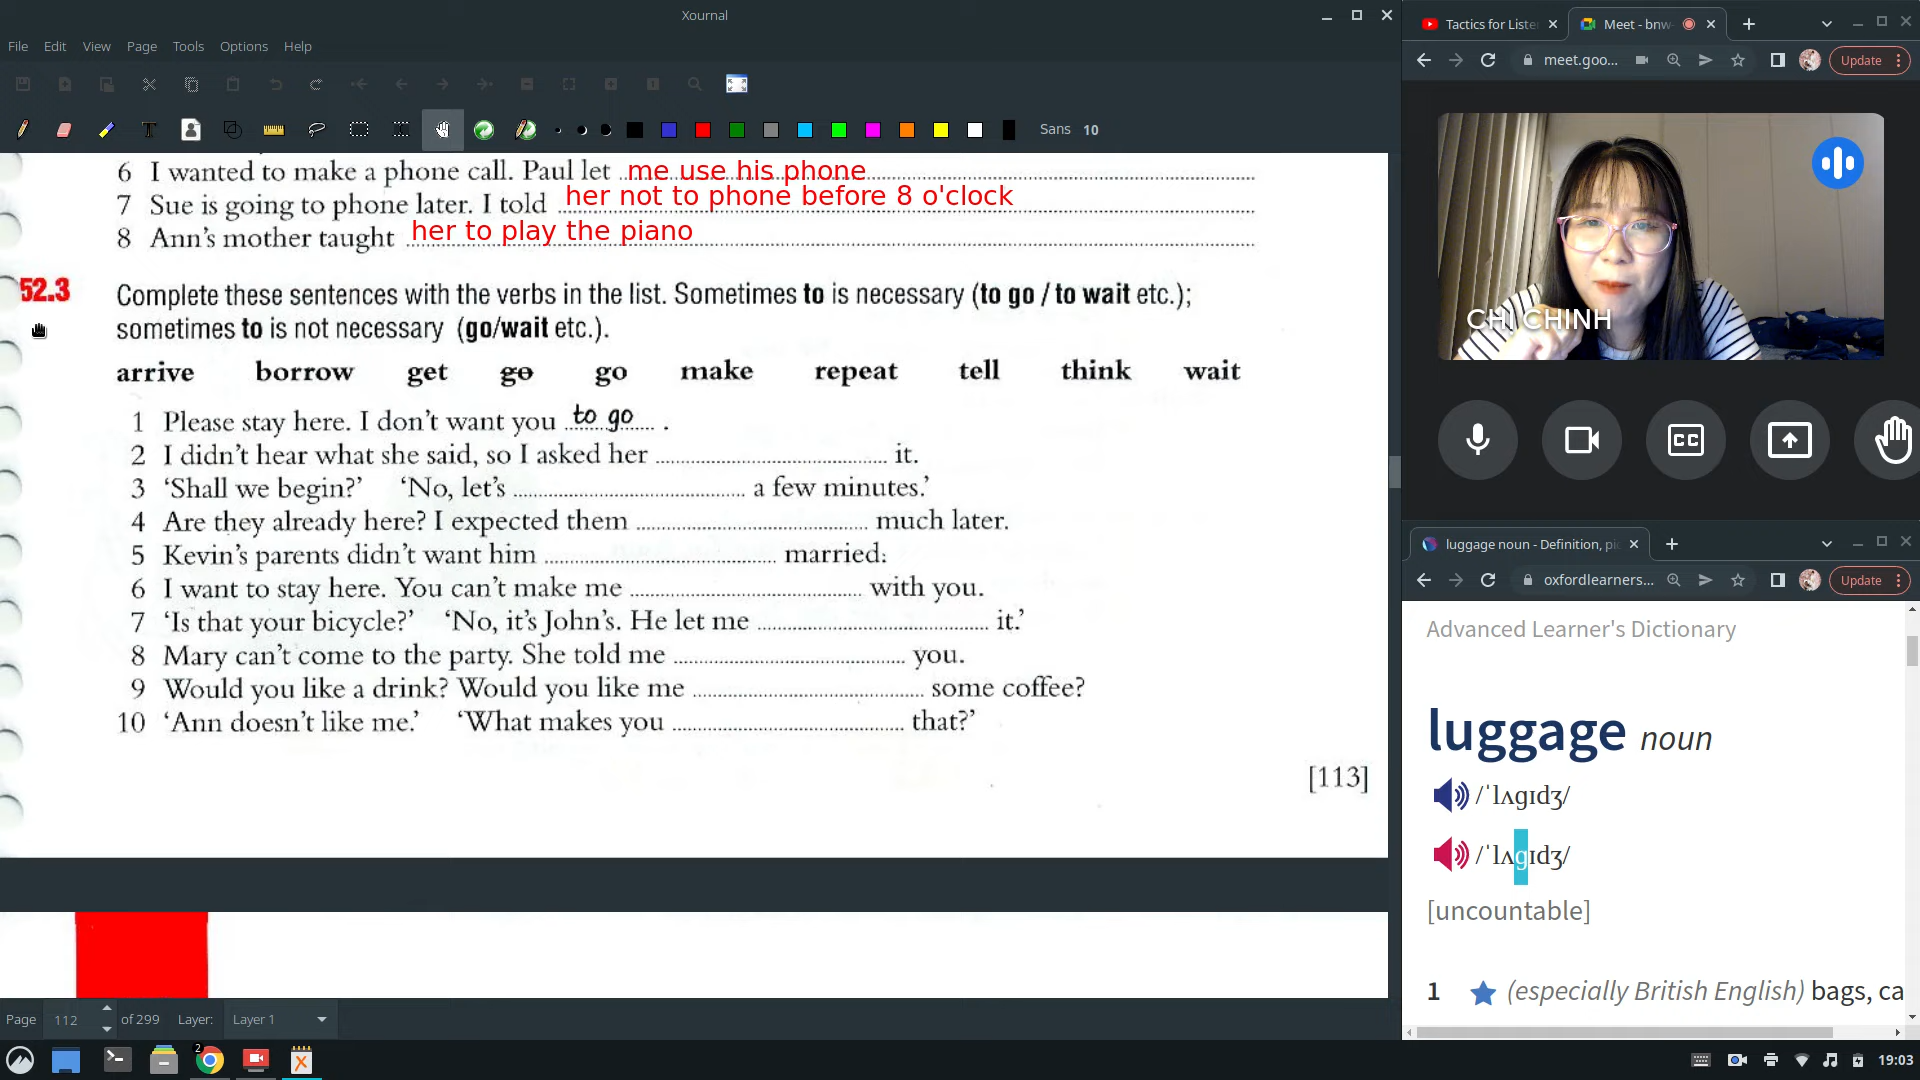 Xournal
File Edit View Page Tools Options Help
Sans 10
6 I wanted to make a phone call. Paul let me use his phone
7 Sue is going to phone later. I told her not to phone before 8 o'clock
8 Ann's mother taught her to play the piano
52.3 Complete these sentences with the verbs in the list. Sometimes to is necessary (to go / to wait etc.);
sometimes to is not necessary (go/wait etc.).
arrive borrow get go go make repeat tell think wait
1 Please stay here. I don't want you to go .
2 I didn't hear what she said, so I asked her it.
3 'Shall we begin?' 'No, let's a few minutes.'
4 Are they already here? I expected them much later.
5 Kevin's parents didn't want him married.
6 I want to stay here. You can't make me with you.
7 'Is that your bicycle?' 'No, it's John's. He let me it.'
8 Mary can't come to the party. She told me you.
9 Would you like a drink? Would you like me some coffee?
10 'Ann doesn't like me.' 'What makes you that?'
[113]
Page 112 of 299 Layer: Layer 1
2
Tactics for Liste
Meet - bnw-
meet.goo...
Update
CHI CHINH
CC
luggage noun - Definition, pi
oxfordlearners...
Update
Advanced Learner's Dictionary
luggage noun
/ˈlʌɡɪdʒ/
/ˈlʌɡɪdʒ/
[uncountable]
1 (especially British English) bags, ca
19:03